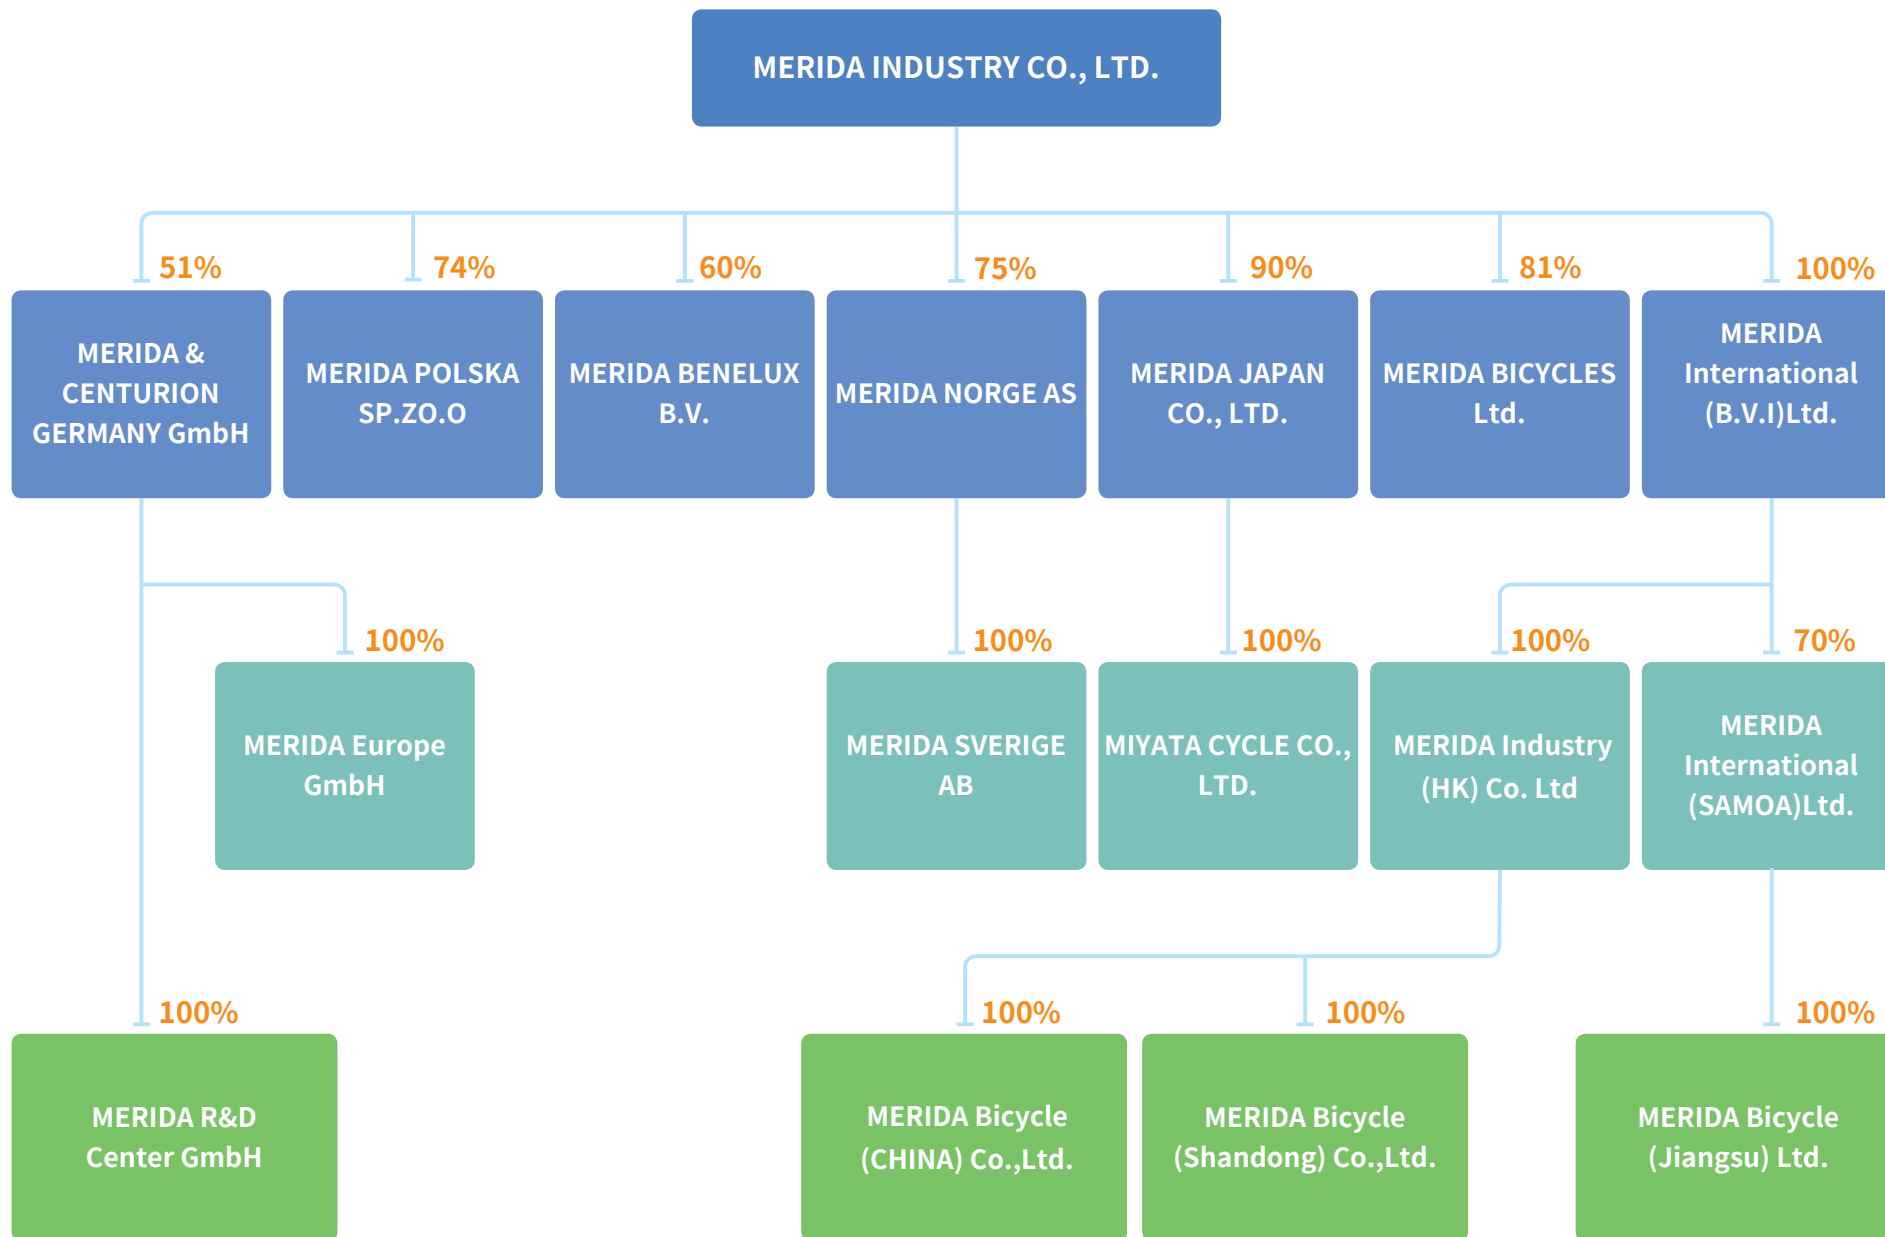 MERIDA INDUSTRY CO., LTD.
51%
74%
60%
75%
90%
81%
100%
MERIDA &
CENTURION
GERMANY GmbH
MERIDA POLSKA
SP.ZO.O
MERIDA BENELUX
B.V.
MERIDA NORGE AS
MERIDA JAPAN
CO., LTD.
MERIDA BICYCLES
Ltd.
MERIDA
International
(B.V.I)Ltd.
100%
100%
100%
100%
70%
MERIDA Europe
GmbH
MERIDA SVERIGE
AB
MIYATA CYCLE CO.,
LTD.
MERIDA Industry
(HK) Co. Ltd
MERIDA
International
(SAMOA)Ltd.
100%
100%
100%
100%
MERIDA R&D
Center GmbH
MERIDA Bicycle
(CHINA) Co.,Ltd.
MERIDA Bicycle
(Shandong) Co.,Ltd.
MERIDA Bicycle
(Jiangsu) Ltd.